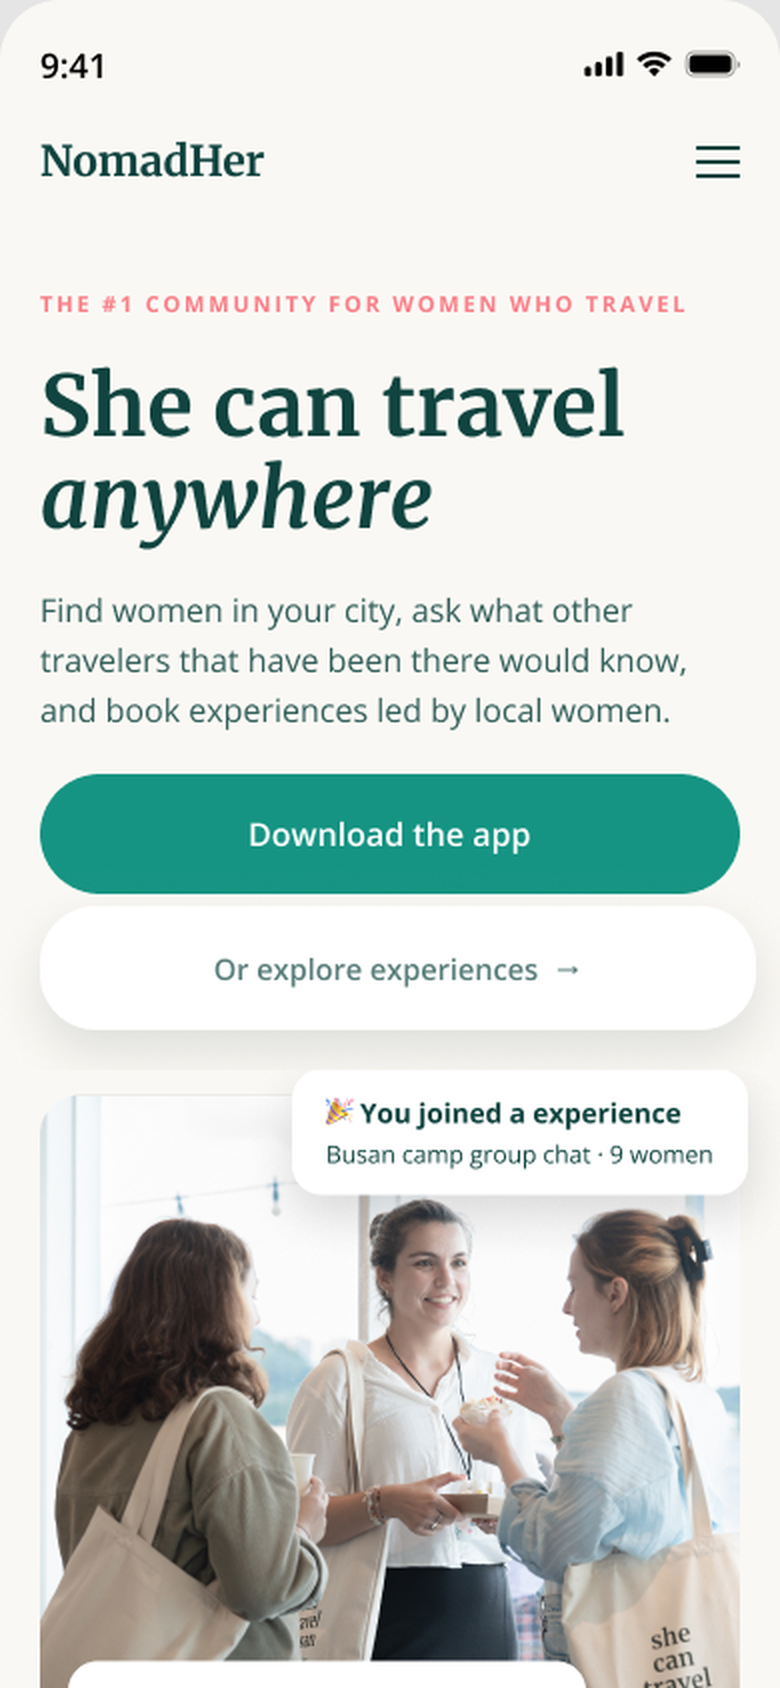 9:41
NomadHer
THE #1 COMMUNITY FOR WOMEN WHO TRAVEL
She can travel
anywhere
Find women in your city, ask what other
travelers that have been there would know,
and book experiences led by local women.
Download the app
Or explore experiences →
🎉 You joined a experience
Busan camp group chat · 9 women
she
can
travel